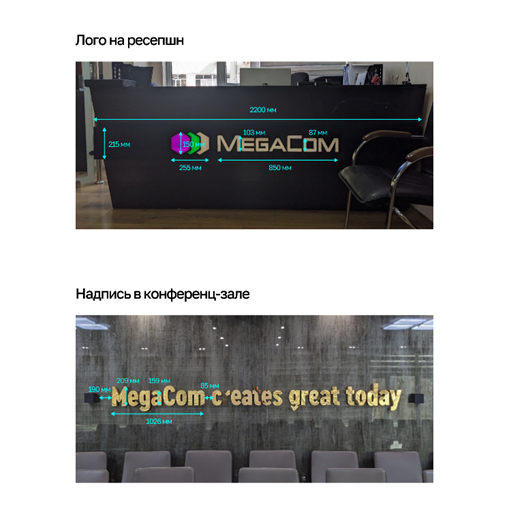 Лого на ресепшн
2200 мм
215 мм
150 мм
103 мм
87 мм
MEGACOM
255 мм
850 мм
Надпись в конференц-зале
190 мм
209 мм
159 мм
85 мм
MegaCom c eates great today
1026 мм